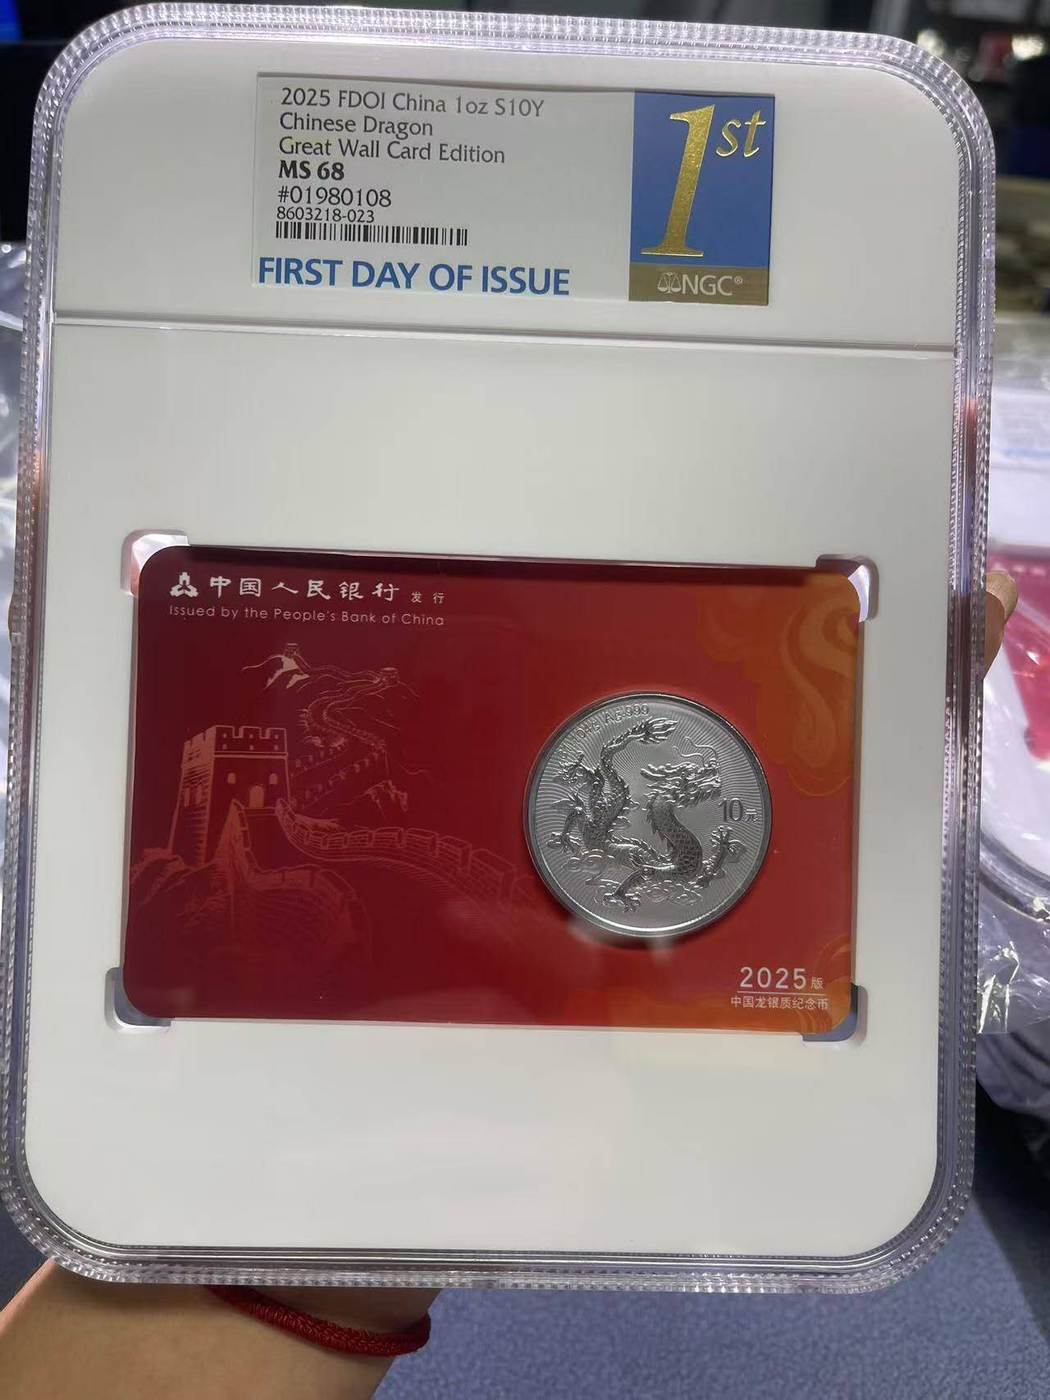 2025 FDOI China 1oz S10Y
Chinese Dragon
Great Wall Card Edition
MS 68
#01980108
8603218-023
FIRST DAY OF ISSUE
1st
NGC®
中国人民银行 发行
Issued by the People's Bank of China
10元
2025版
中国龙银质纪念币